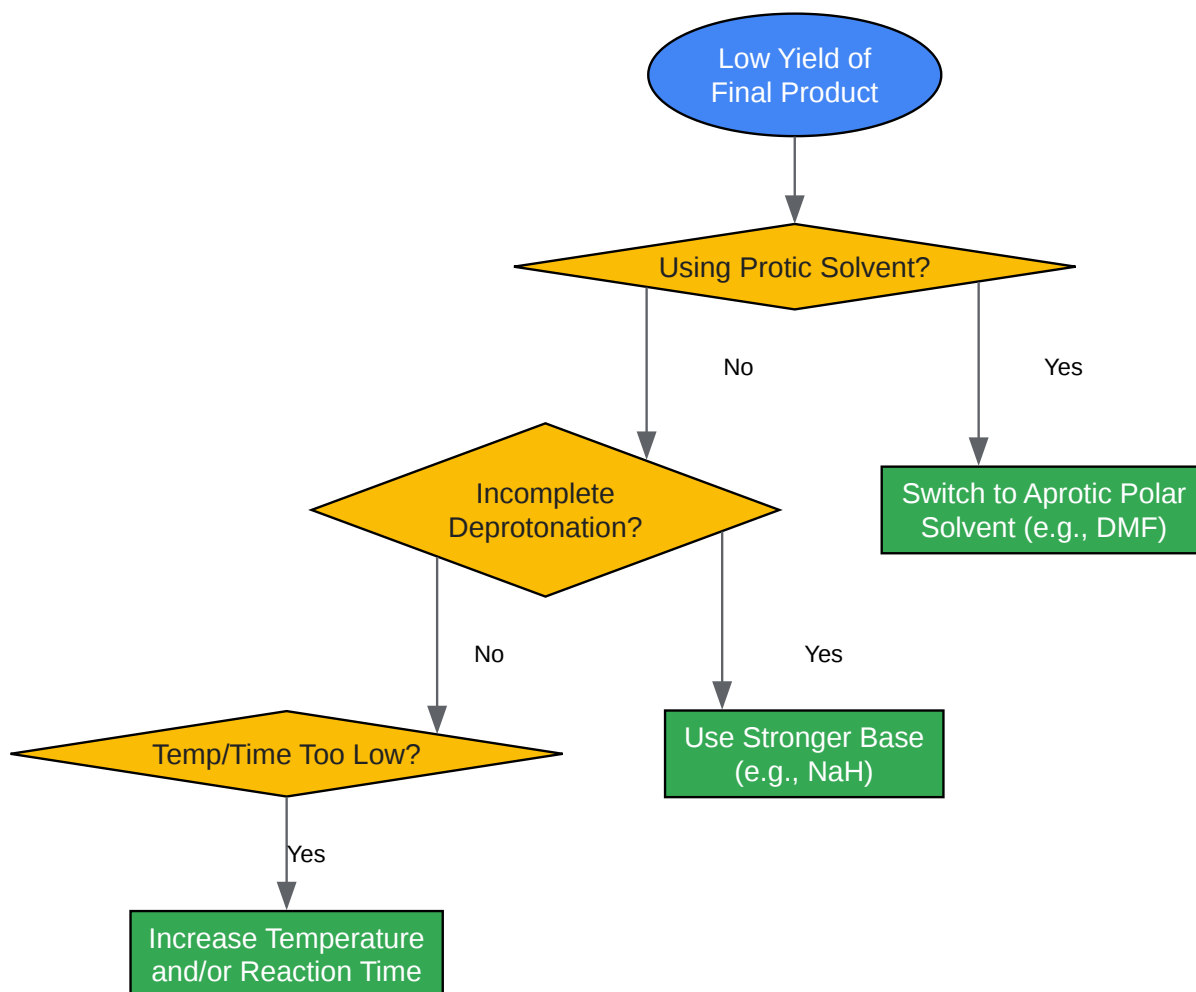 Low Yield of
Final Product
Using Protic Solvent?
No
Yes
Incomplete
Deprotonation?
Switch to Aprotic Polar
Solvent (e.g., DMF)
No
Yes
Temp/Time Too Low?
Use Stronger Base
(e.g., NaH)
Yes
Increase Temperature
and/or Reaction Time